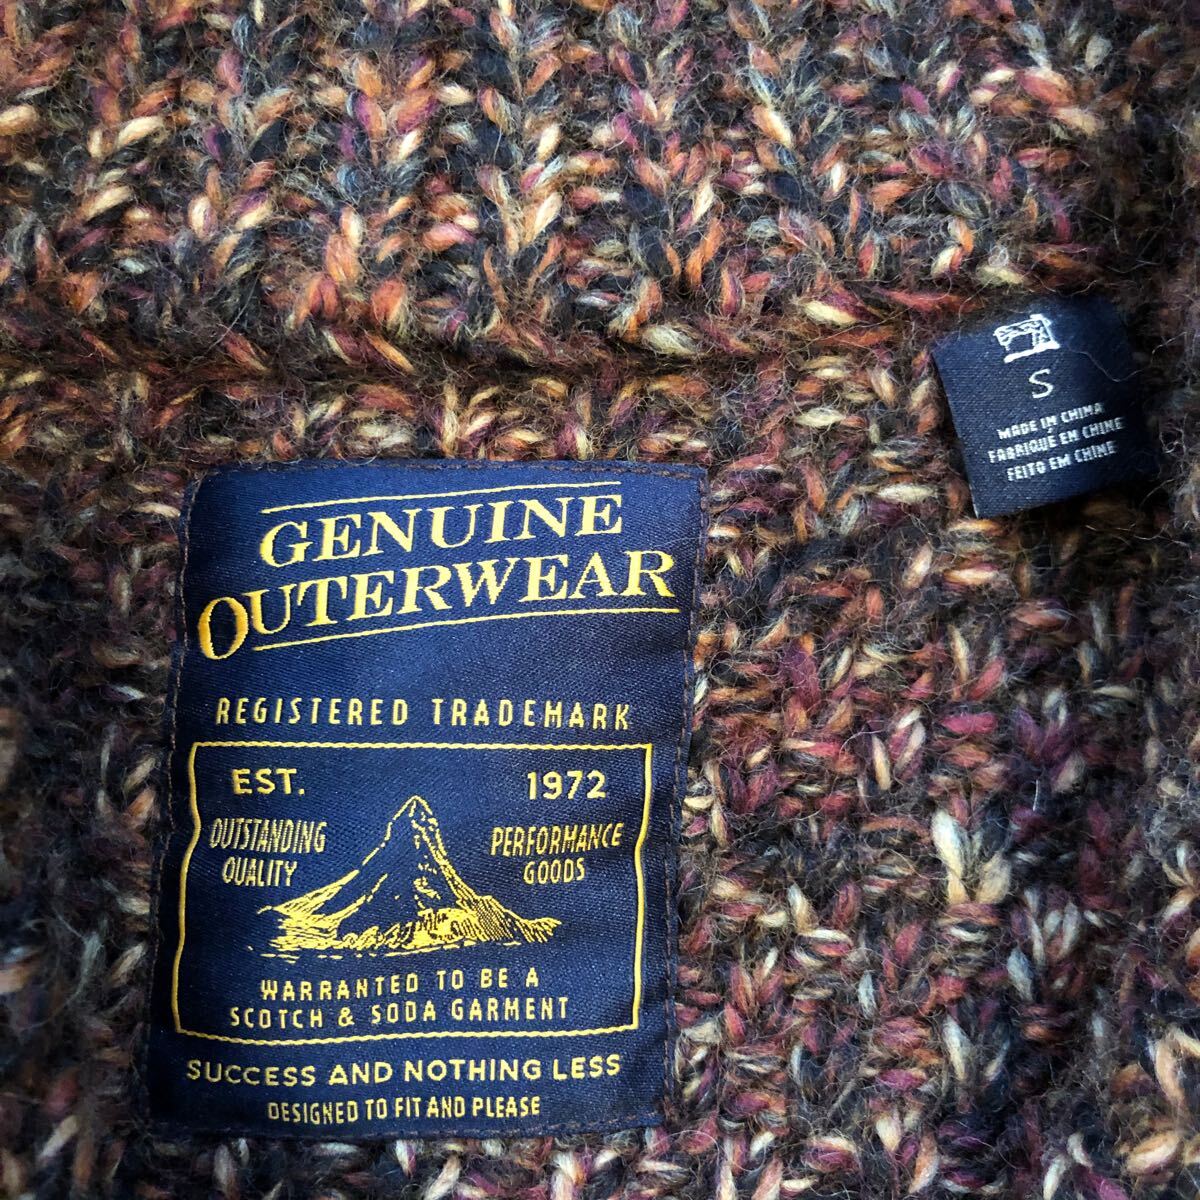 GENUINE
OUTERWEAR
REGISTERED TRADEMARK
EST. 1972
OUTSTANDING
QUALITY
PERFORMANCE
GOODS
WARRANTED TO BE A
SCOTCH & SODA GARMENT
SUCCESS AND NOTHING LESS
DESIGNED TO FIT AND PLEASE
S
MADE IN CHINA
FABRIQUE EN CHINE
FEITO EM CHINE